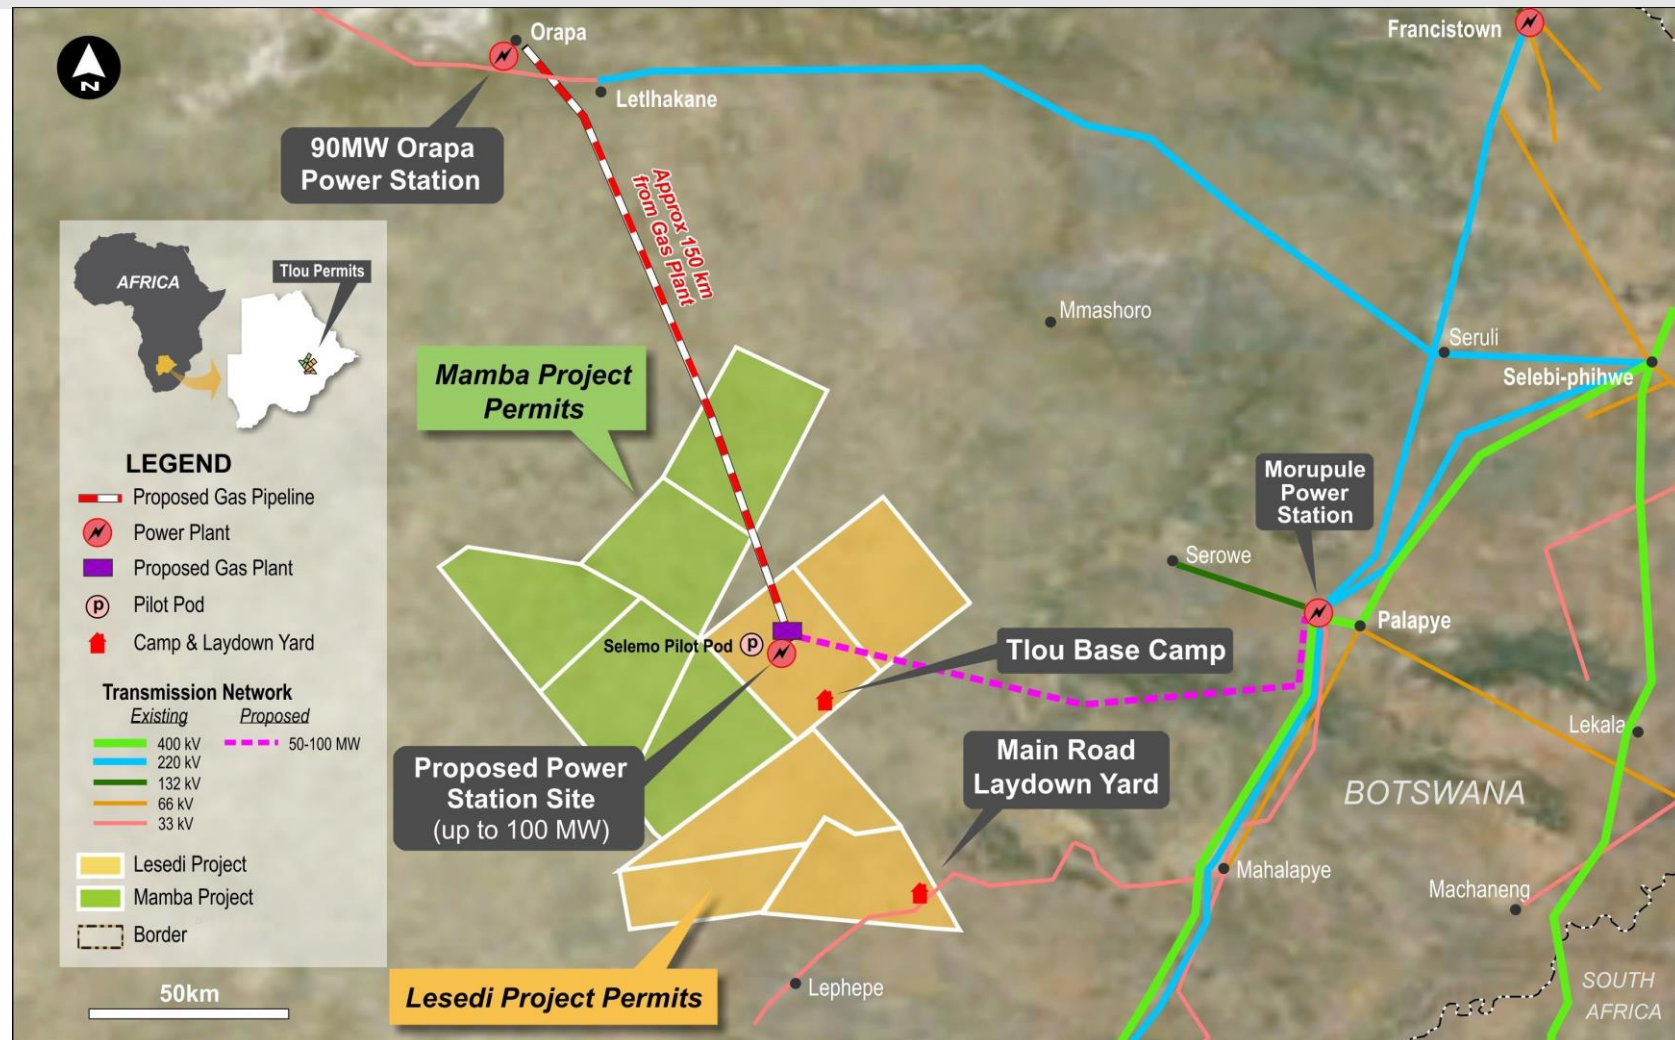 N
Orapa
Letlhakane
90MW Orapa
Power Station
Approx 150 km
from Gas Plant
Francistown
Mmashoro
Seruli
Selebi-phihwe
AFRICA
Tlou Permits
Mamba Project
Permits
LEGEND
Proposed Gas Pipeline
Power Plant
Proposed Gas Plant
P
Pilot Pod
Camp & Laydown Yard
Transmission Network
Existing
Proposed
400 kV
50-100 MW
220 kV
132 kV
66 kV
33 kV
Lesedi Project
Mamba Project
Border
50km
Morupule
Power
Station
Serowe
Palapye
Selemo Pilot Pod
P
Tlou Base Camp
Proposed Power
Station Site
(up to 100 MW)
Main Road
Laydown Yard
Lekala
BOTSWANA
Mahalapye
Machaneng
Lephepe
Lesedi Project Permits
SOUTH
AFRICA